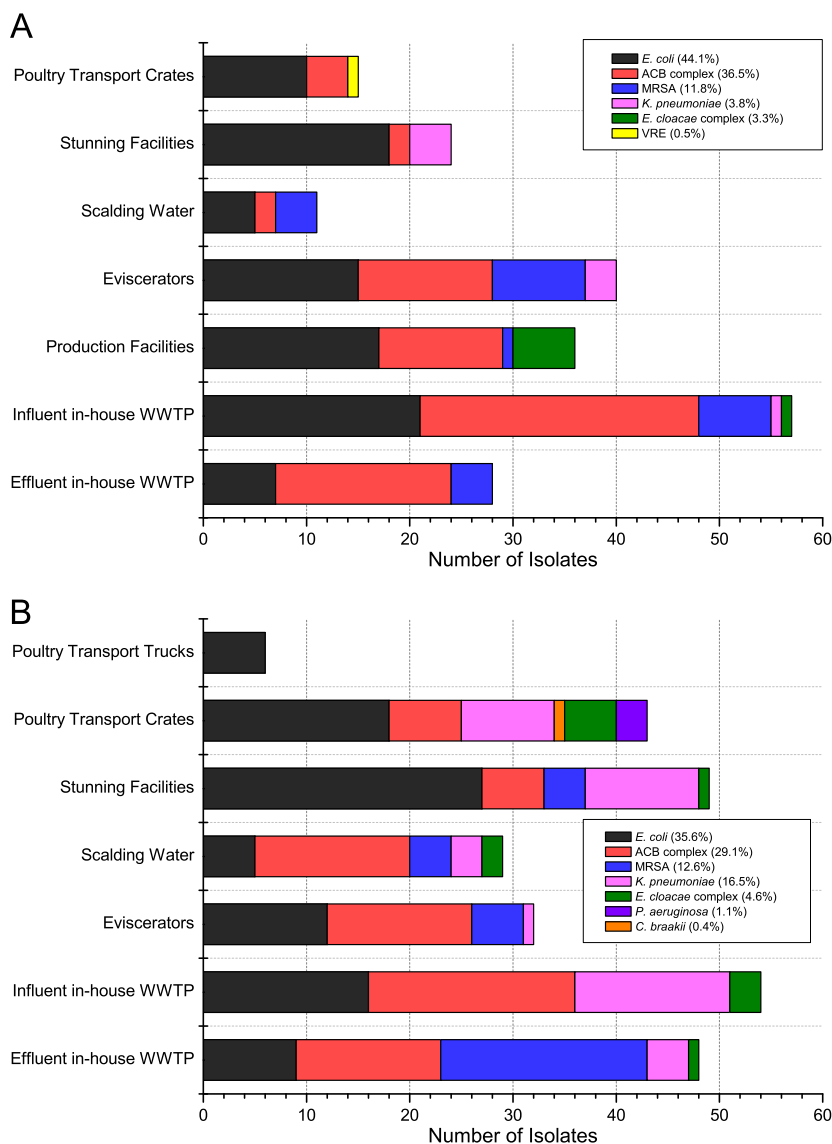 A
Poultry Transport Crates
Stunning Facilities
Scalding Water
Eviscerators
Production Facilities
Influent in-house WWTP
Effluent in-house WWTP
E. coli (44.1%)
ACB complex (36.5%)
MRSA (11.8%)
K. pneumoniae (3.8%)
E. cloacae complex (3.3%)
VRE (0.5%)
0 10 20 30 40 50 60
Number of Isolates
B
Poultry Transport Trucks
Poultry Transport Crates
Stunning Facilities
Scalding Water
Eviscerators
Influent in-house WWTP
Effluent in-house WWTP
E. coli (35.6%)
ACB complex (29.1%)
MRSA (12.6%)
K. pneumoniae (16.5%)
E. cloacae complex (4.6%)
P. aeruginosa (1.1%)
C. braakii (0.4%)
0 10 20 30 40 50 60
Number of Isolates